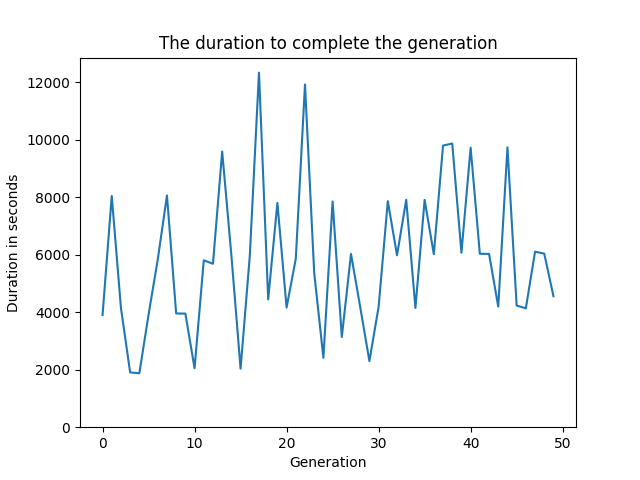 The duration to complete the generation
12000
10000
8000
6000
4000
2000
0
Duration in seconds
0 10 20 30 40 50
Generation